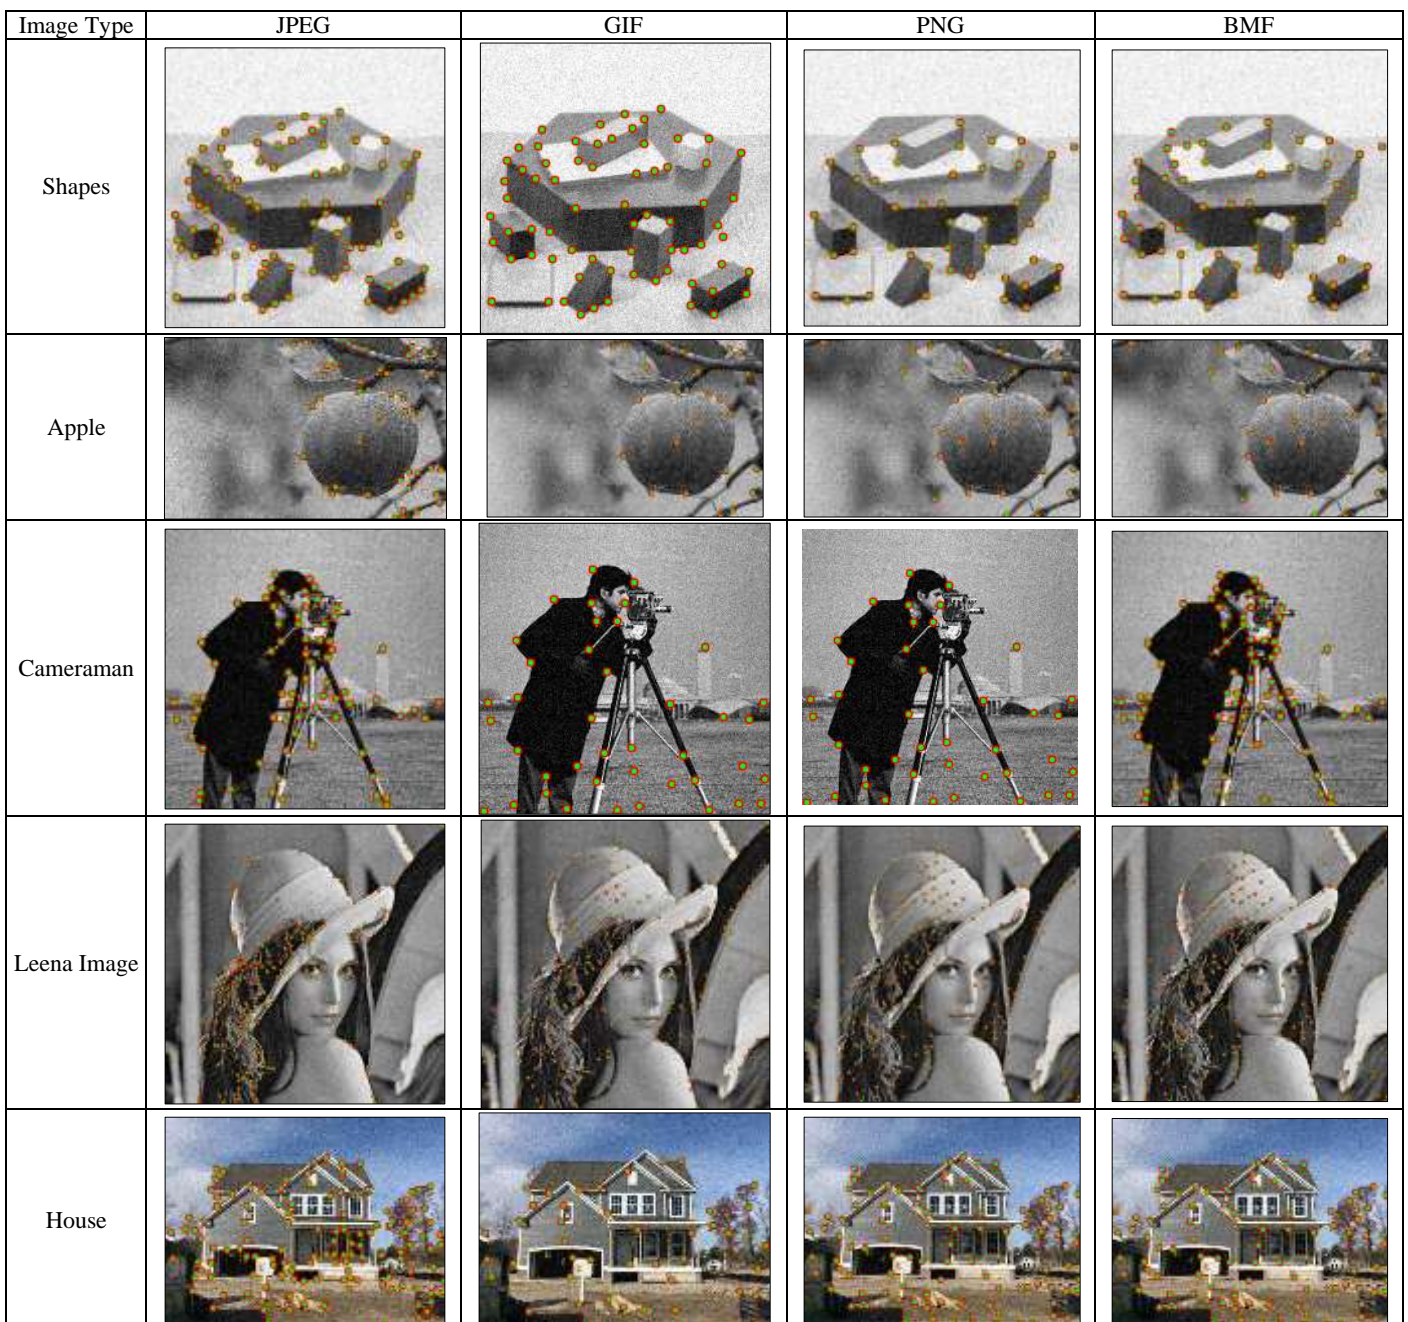 Image Type JPEG GIF PNG BMF
Shapes
Apple
Cameraman
Leena Image
House